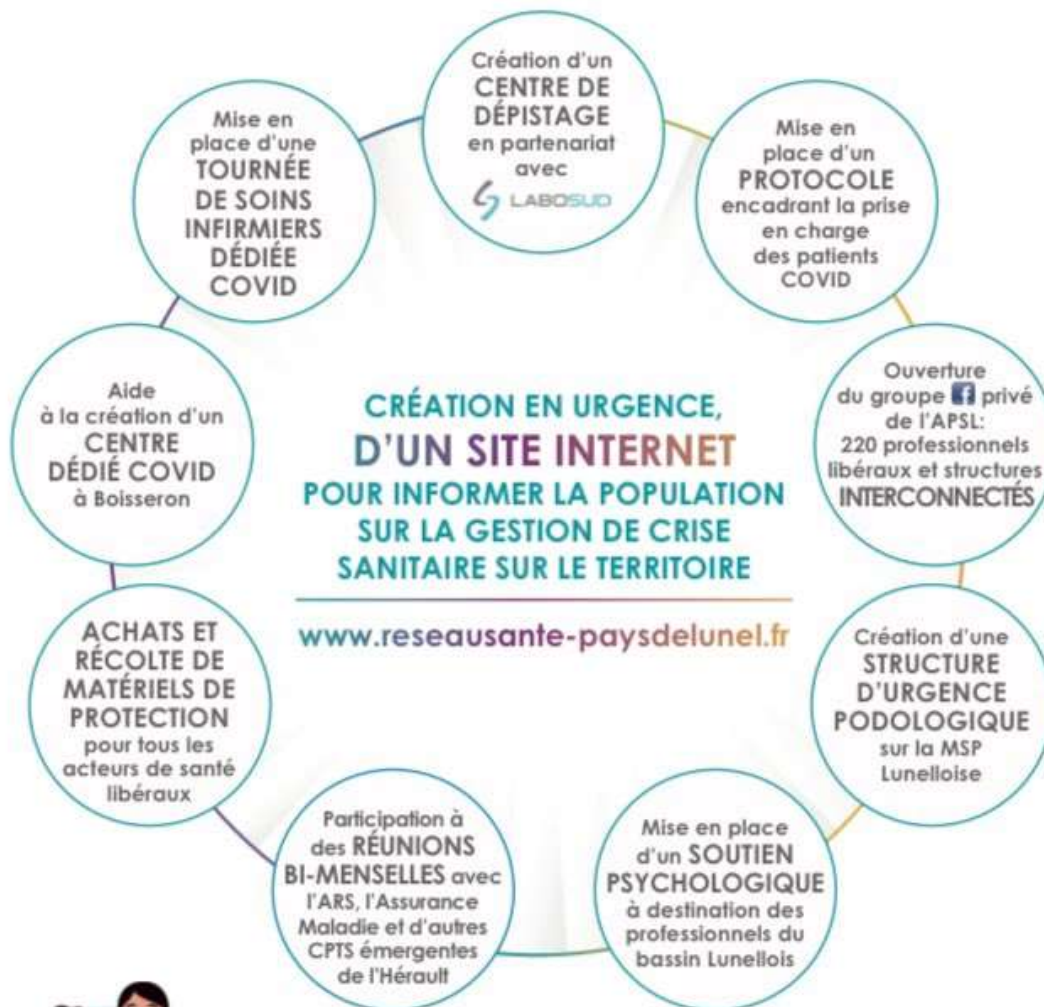 Création d'un
CENTRE DE
DÉPISTAGE
en partenariat
avec
LABOSUD
Mise en
place d'un
PROTOCOLE
encadrant la prise
en charge
des patients
COVID
Ouverture
du groupe f privé
de l'APSL:
220 professionnels
libéraux et structures
INTERCONNECTÉS
Création d'une
STRUCTURE
D'URGENCE
PODOLOGIQUE
sur la MSP
Lunelloise
Mise en place
d'un SOUTIEN
PSYCHOLOGIQUE
à destination des
professionnels du
bassin Lunellois
Participation à
des RÉUNIONS
BI-MENSELLES avec
l'ARS, l'Assurance
Maladie et d'autres
CPTS émergentes
de l'Hérault
ACHATS ET
RÉCOLTE DE
MATÉRIELS DE
PROTECTION
pour tous les
acteurs de santé
libéraux
Aide
à la création d'un
CENTRE
DÉDIÉ COVID
à Boisseron
Mise en
place d'une
TOURNÉE
DE SOINS
INFIRMIERS
DÉDIÉE
COVID
CRÉATION EN URGENCE,
D'UN SITE INTERNET
POUR INFORMER LA POPULATION
SUR LA GESTION DE CRISE
SANITAIRE SUR LE TERRITOIRE
www.reseausante-paysdelunel.fr